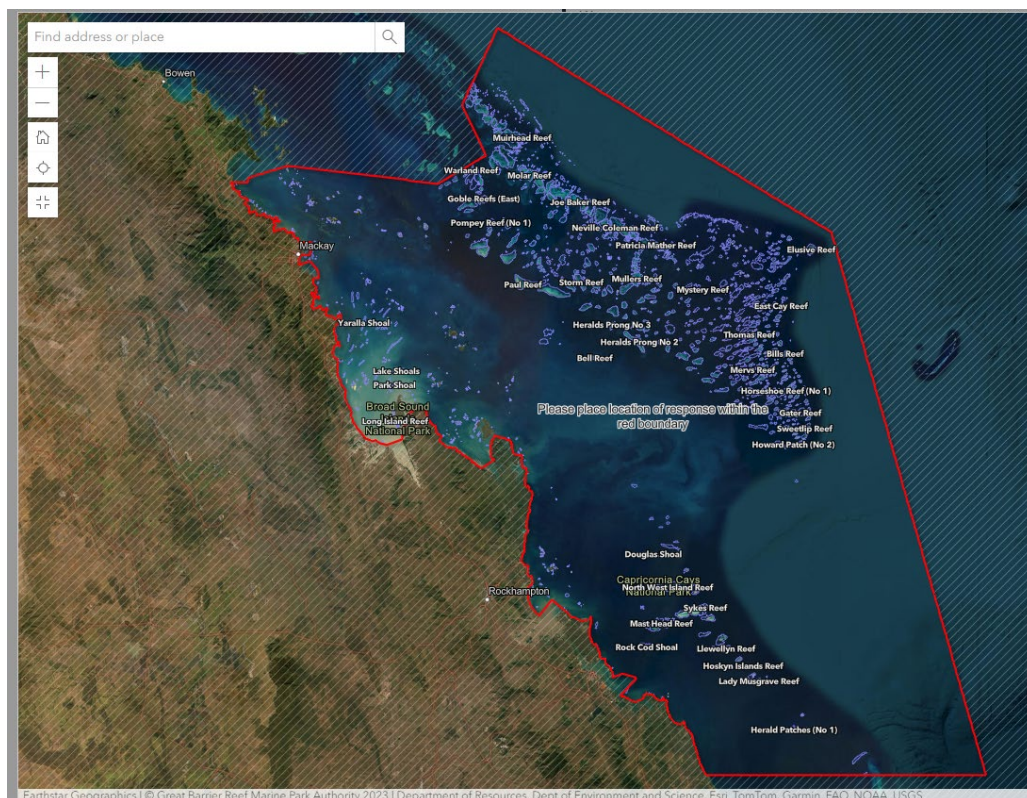 Find address or place
Bowen
Muirhead Reef
Warland Reef
Molar Reef
Goble Reefs (East)
Joe Baker Reef
Pompey Reef (No 1)
Neville Coleman Reef
Patricia Mather Reef
Elusive Reef
Mackay
Paul Reef
Storm Reef
Mullers Reef
Mystery Reef
East Cay Reef
Yaralla Shoal
Heralds Prong No 3
Thomas Reef
Heralds Prong No 2
Bills Reef
Bell Reef
Lake Shoals
Mervs Reef
Park Shoal
Horseshoe Reef (No 1)
Broad Sound
Please place location of response within the
red boundary
Gater Reef
Long Island Reef
National Park
Sweetlip Reef
Howard Patch (No 2)
Douglas Shoal
Capricornia Cays
National Park
North West Island Reef
Rockhampton
Sykes Reef
Mast Head Reef
Rock Cod Shoal
Llewellyn Reef
Hoskyn Islands Reef
Lady Musgrave Reef
Herald Patches (No 1)
Earthstar Geographics | © Great Barrier Reef Marine Park Authority 2023 | Department of Resources, Dept of Environment and Science, Esri, TomTom, Garmin, FAO, NOAA, USGS